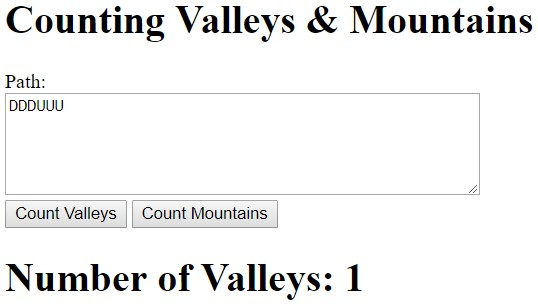 Counting Valleys & Mountains
Path:
DDDUUU
Count Valleys Count Mountains
Number of Valleys: 1